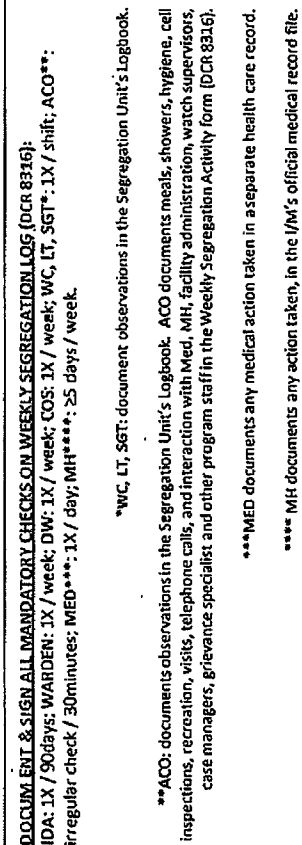 DOCUM ENT & SIGN ALL MANDATORY CHECKS ON WEEKLY SEGREGATION LOG (DCR 8316):
IDA: 1X / 90days; WARDEN: 1X / week; DW: 1X / week; COS: 1X / week; WC, LT, SGT*: 1X / shift; ACO**:
irregular check / 30minutes; MED***: 1X / day; MH****: ≥5 days / week.
*WC, LT, SGT: document observations in the Segregation Unit's Logbook.
**ACO: documents observations in the Segregation Unit's Logbook. ACO documents meals, showers, hygiene, cell
inspections, recreation, visits, telephone calls, and interaction with Med, MH, facility administration, watch supervisors,
case managers, grievance specialist and other program staff in the Weekly Segregation Activity form (DCR 8316).
***MED documents any medical action taken in aseparate health care record.
**** MH documents any action taken, in the I/M's official medical record file.